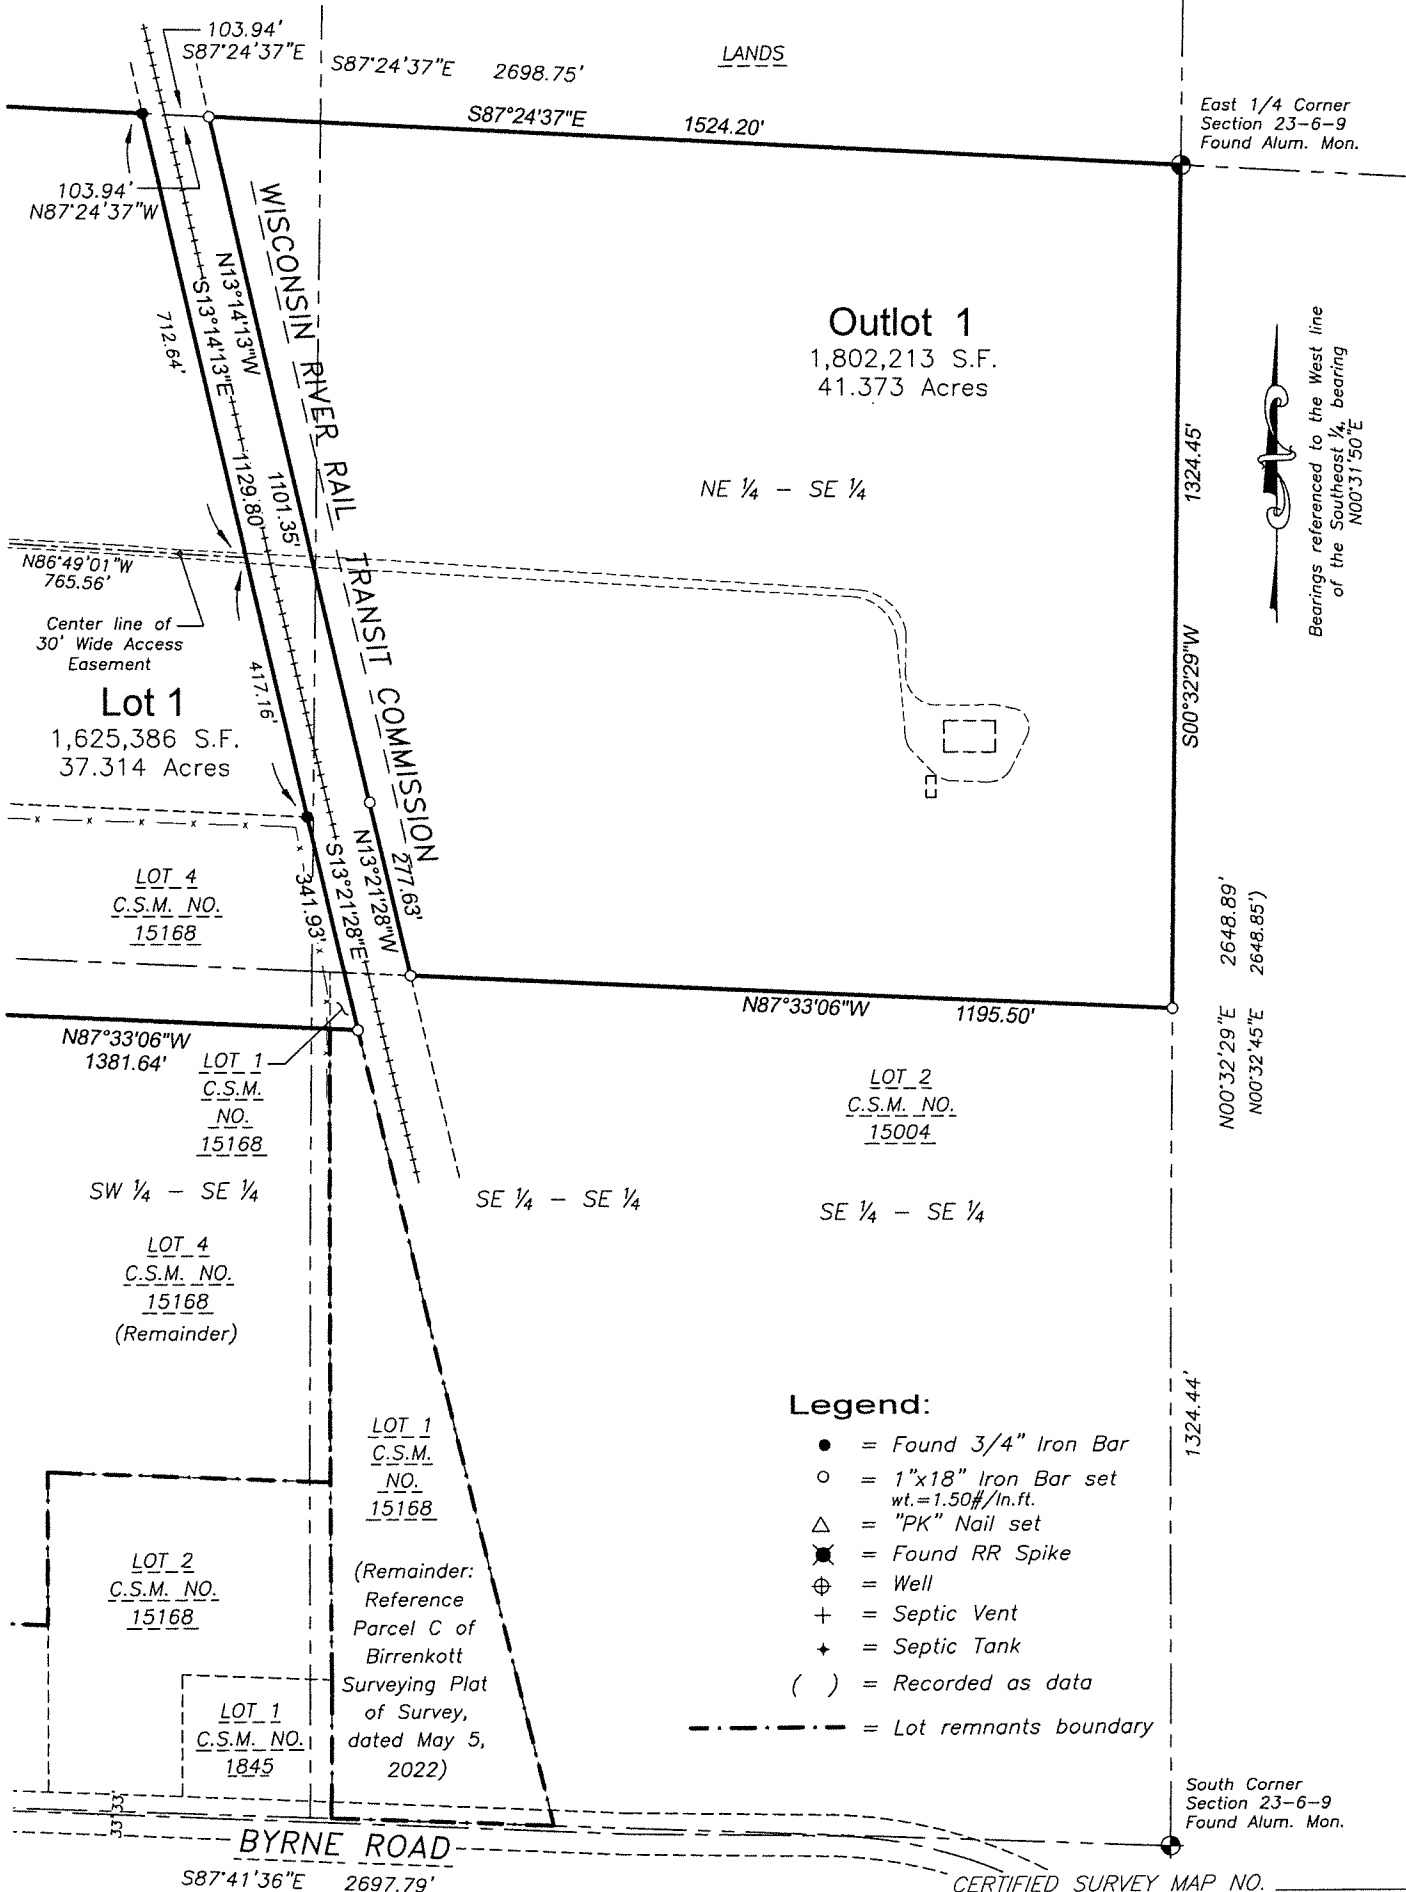 103.94'
S87°24'37"E
S87°24'37"E 2698.75'
LANDS
S87°24'37"E 1524.20'
East 1/4 Corner
Section 23-6-9
Found Alum. Mon.
103.94'
N87°24'37"W
WISCONSIN RIVER RAIL TRANSIT COMMISSION
N13°14'13"W 1101.35'
S13°14'13"E 1129.80'
712.64'
Outlot 1
1,802,213 S.F.
41.373 Acres
NE ¼ - SE ¼
1324.45'
S00°32'29"W
Bearings referenced to the West line
of the Southeast ¼, bearing
N00°31'50"E
N86°49'01"W
765.56'
Center line of
30' Wide Access
Easement
417.16'
Lot 1
1,625,386 S.F.
37.314 Acres
x x x x x
x
x
x
x
LOT 4
C.S.M. NO.
15168
341.93'
S13°21'28"E
N13°21'28"W
277.63'
N87°33'06"W 1195.50'
N00°32'29"E 2648.89'
N00°32'45"E 2648.85')
N87°33'06"W
1381.64'
LOT 1
C.S.M.
NO.
15168
LOT 2
C.S.M. NO.
15004
SW ¼ - SE ¼
SE ¼ - SE ¼
SE ¼ - SE ¼
LOT 4
C.S.M. NO.
15168
(Remainder)
1324.44'
LOT 1
C.S.M.
NO.
15168
(Remainder:
Reference
Parcel C of
Birrenkott
Surveying Plat
of Survey,
dated May 5,
2022)
LOT 2
C.S.M. NO.
15168
LOT 1
C.S.M. NO.
1845
Legend:
= Found 3/4" Iron Bar
= 1"x18" Iron Bar set
wt.=1.50#/ln.ft.
= "PK" Nail set
= Found RR Spike
= Well
= Septic Vent
= Septic Tank
( ) = Recorded as data
= Lot remnants boundary
South Corner
Section 23-6-9
Found Alum. Mon.
33'
33'
BYRNE ROAD
S87°41'36"E 2697.79'
CERTIFIED SURVEY MAP NO.